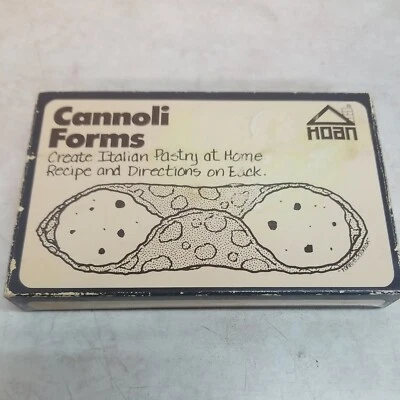 Cannoli
Forms
HOAN
Create Italian Pastry at Home
Recipe and Directions on Back.